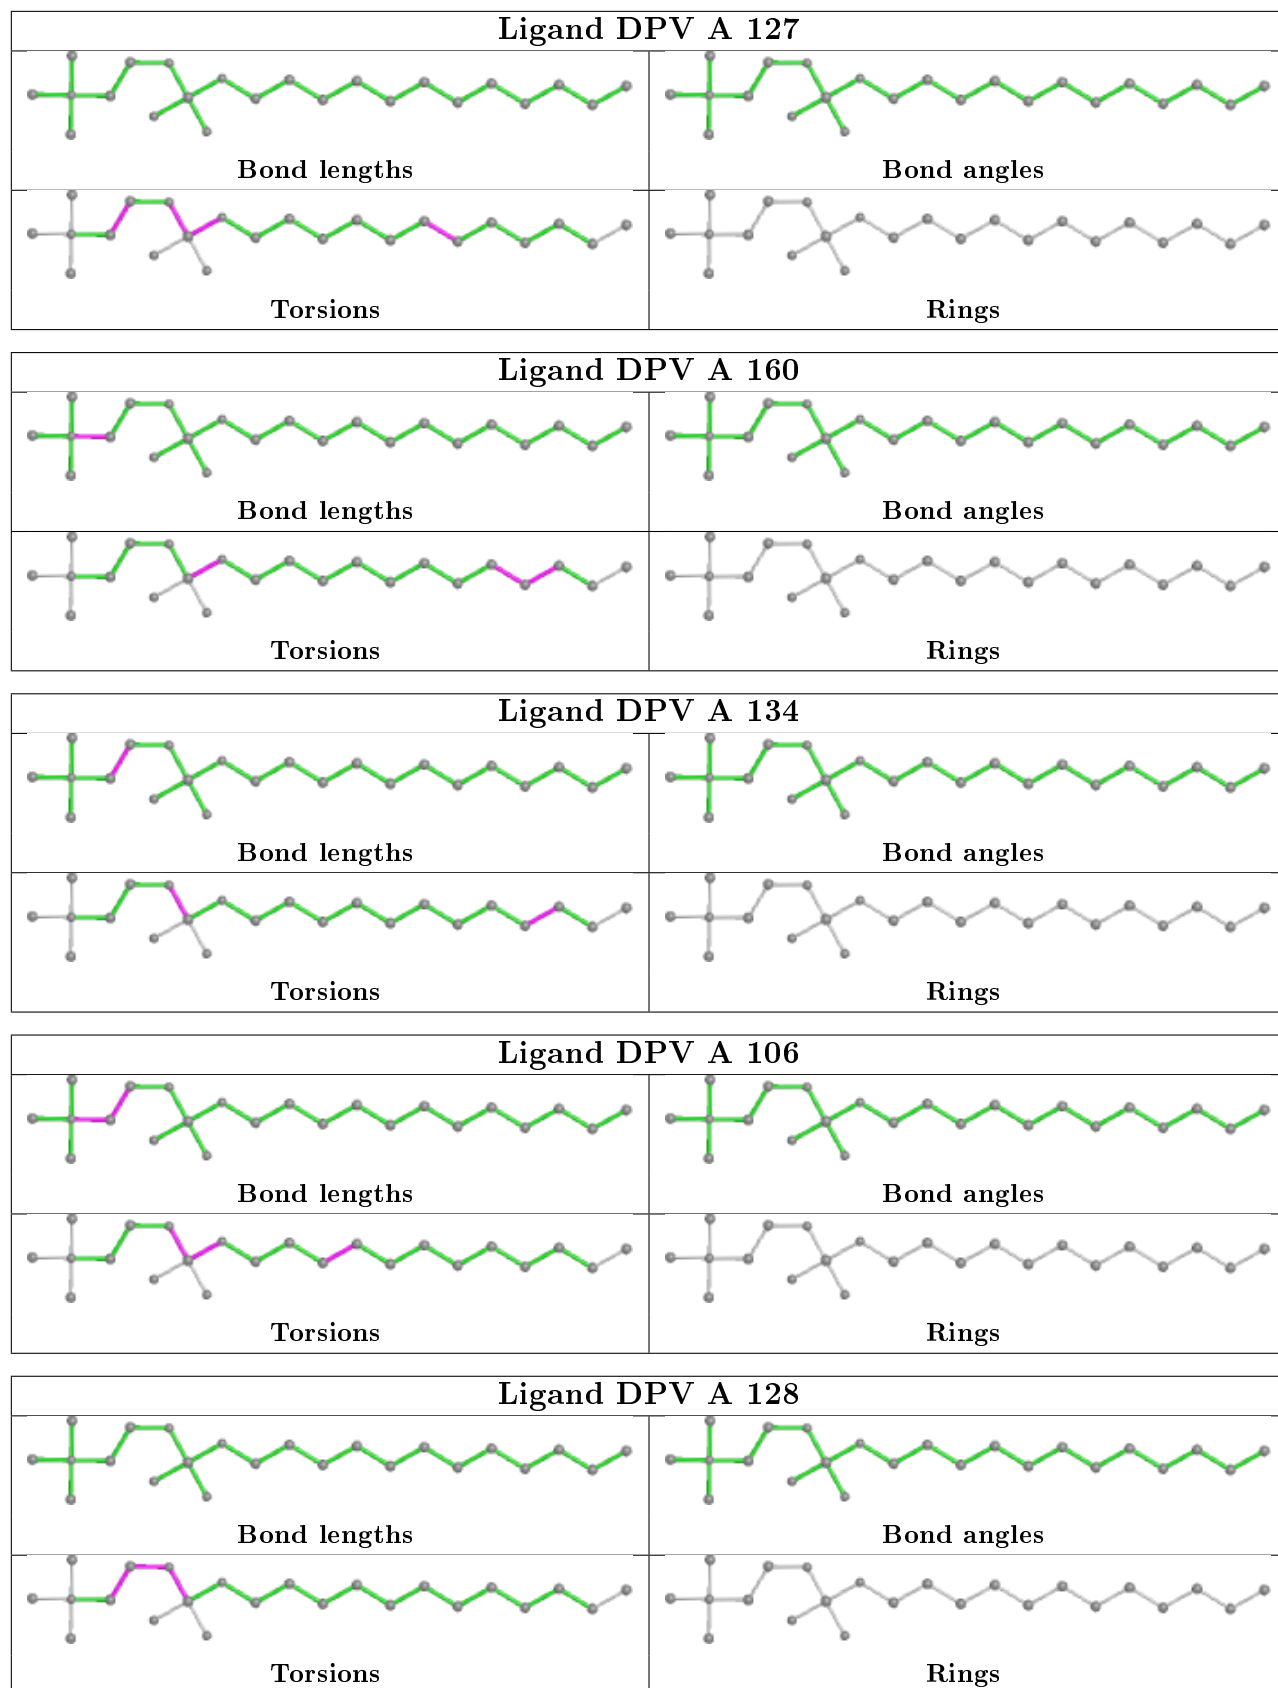 Ligand DPV A 127
Bond lengths
Bond angles
Torsions
Rings
Ligand DPV A 160
Bond lengths
Bond angles
Torsions
Rings
Ligand DPV A 134
Bond lengths
Bond angles
Torsions
Rings
Ligand DPV A 106
Bond lengths
Bond angles
Torsions
Rings
Ligand DPV A 128
Bond lengths
Bond angles
Torsions
Rings